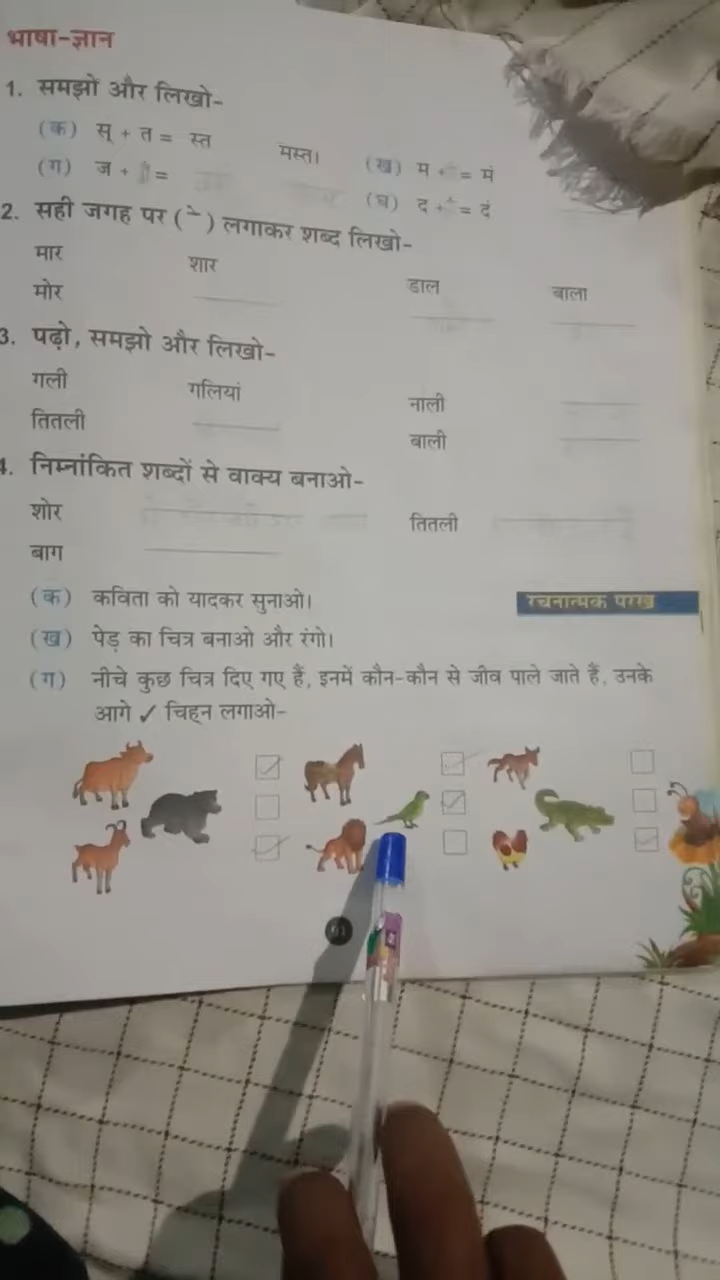 भाषा-ज्ञान
1. समझो और लिखो-
(क) स् + त = स्त मस्त। (ख) म + = मं
(ग) ज + = (घ) द + = दं
2. सही जगह पर ( े ) लगाकर शब्द लिखो-
मार शार डाल बाला
मोर
3. पढ़ो, समझो और लिखो-
गली गलियां नाली
तितली बाली
4. निम्नांकित शब्दों से वाक्य बनाओ-
शोर तितली
बाग
रचनात्मक परख
(क) कविता को यादकर सुनाओ।
(ख) पेड़ का चित्र बनाओ और रंगो।
(ग) नीचे कुछ चित्र दिए गए हैं, इनमें कौन-कौन से जीव पाले जाते हैं, उनके
आगे ✓ चिह्न लगाओ-